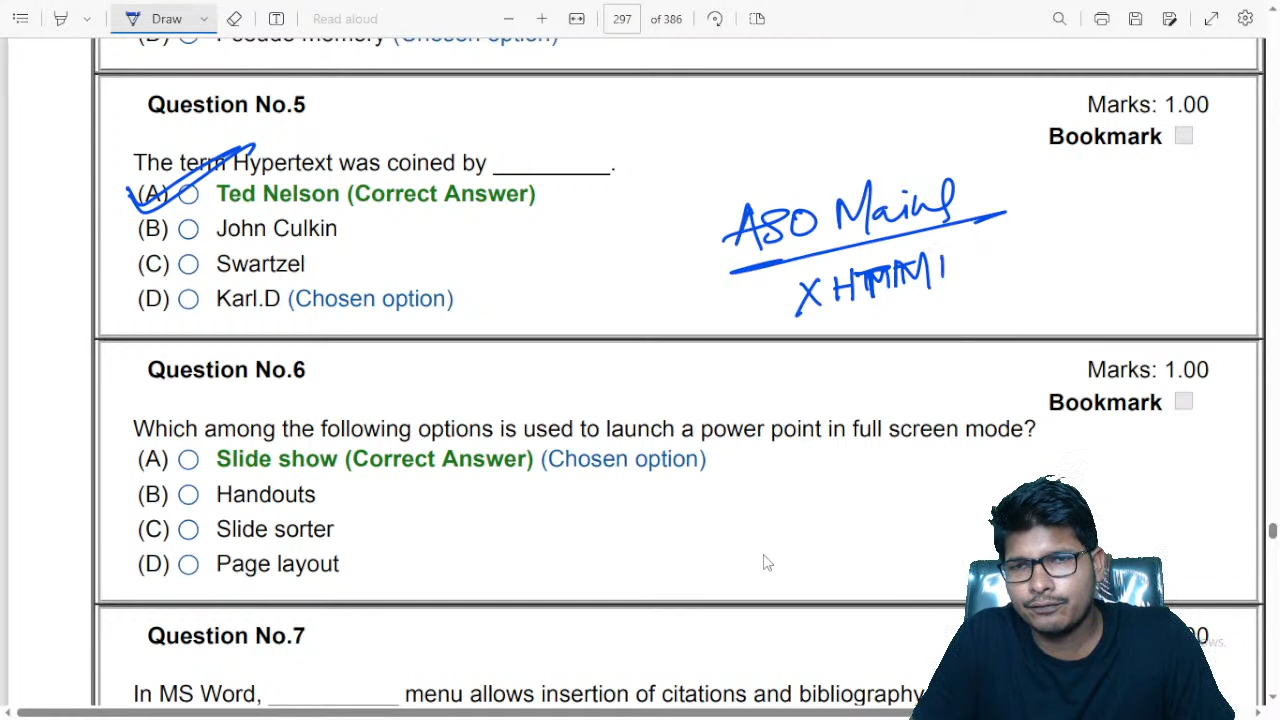 Draw
Read aloud
297 of 386
Question No.5 Marks: 1.00
Bookmark
The term Hypertext was coined by _________.
(A) Ted Nelson (Correct Answer)
(B) John Culkin
(C) Swartzel
(D) Karl.D (Chosen option)
ASO Mains
Question No.6 Marks: 1.00
Bookmark
Which among the following options is used to launch a power point in full screen mode?
(A) Slide show (Correct Answer) (Chosen option)
(B) Handouts
(C) Slide sorter
(D) Page layout
Question No.7
In MS Word, __________ menu allows insertion of citations and bibliography